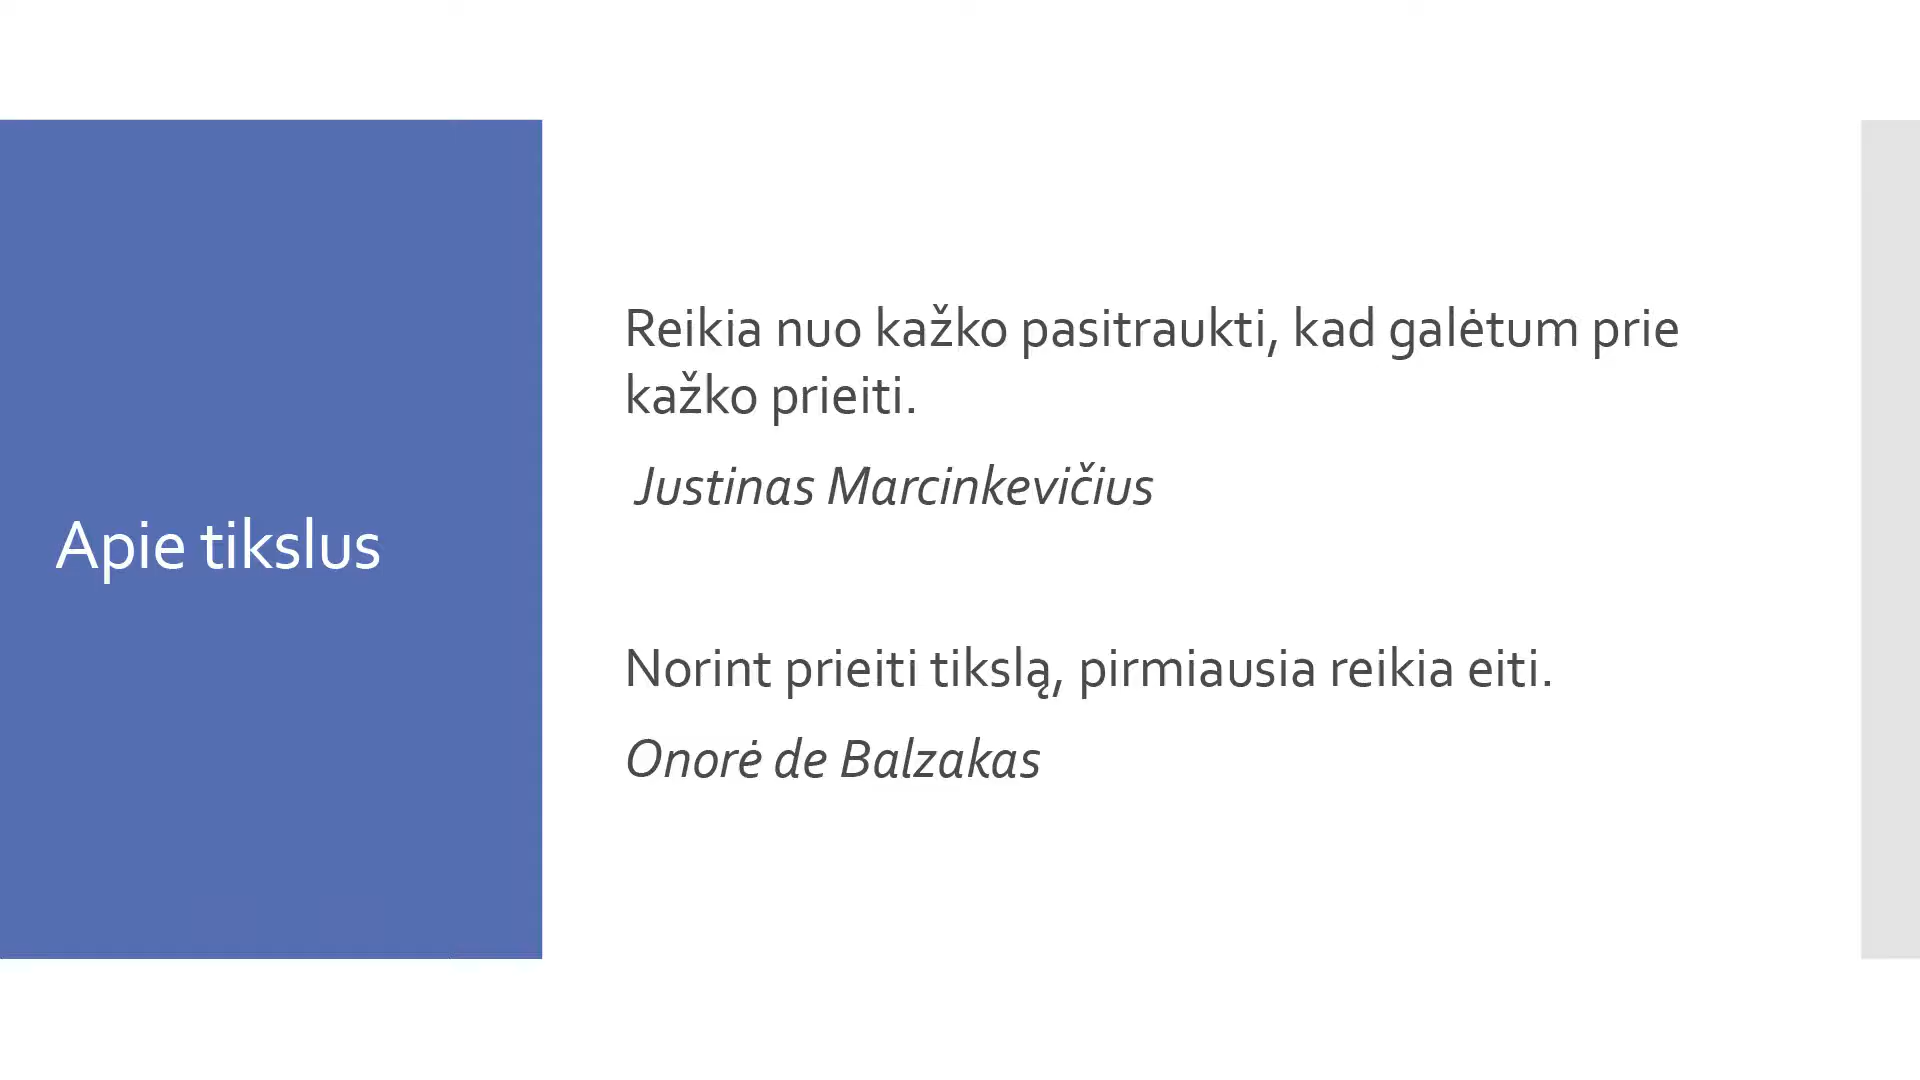 Apie tikslus
Reikia nuo kažko pasitraukti, kad galėtum prie
kažko prieiti.
Justinas Marcinkevičius
Norint prieiti tikslą, pirmiausia reikia eiti.
Onorė de Balzakas